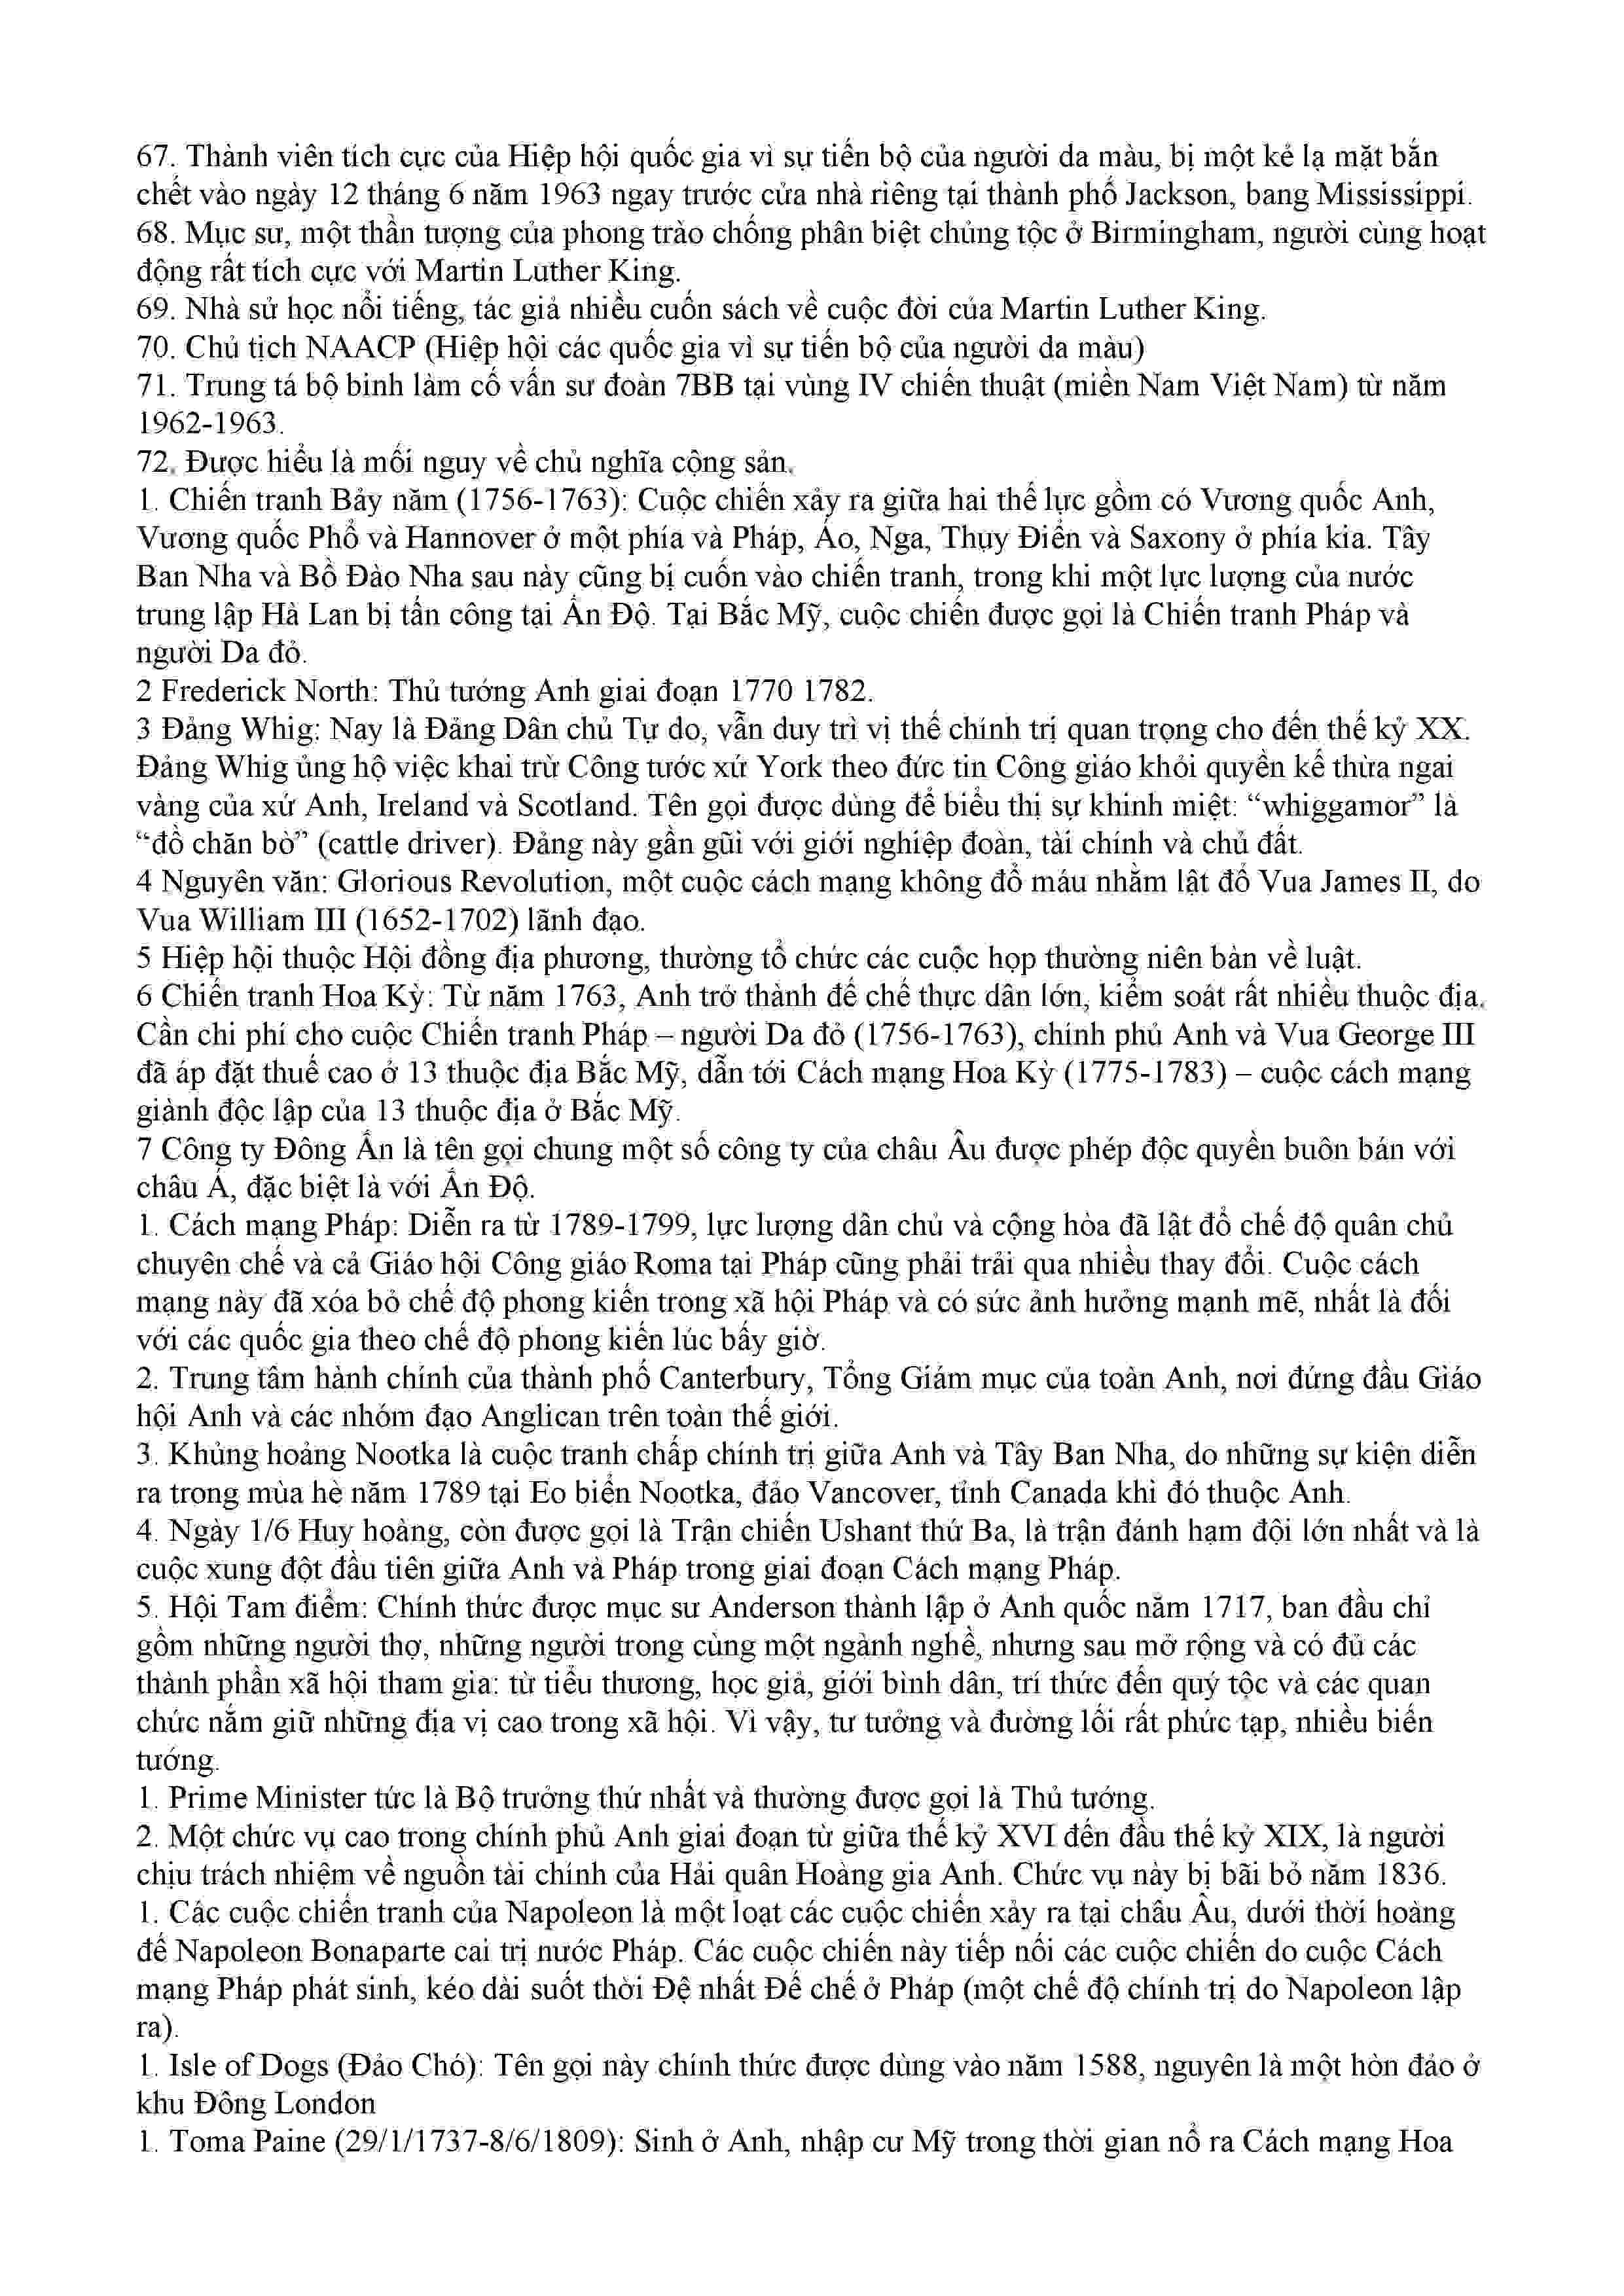 67. Thành viên tích cực của Hiệp hội quốc gia vì sự tiến bộ của người da màu, bị một kẻ lạ mặt bắn
chết vào ngày 12 tháng 6 năm 1963 ngay trước cửa nhà riêng tại thành phố Jackson, bang Mississippi.
68. Mục sư, một thần tượng của phong trào chống phân biệt chủng tộc ở Birmingham, người cùng hoạt
động rất tích cực với Martin Luther King.
69. Nhà sử học nổi tiếng, tác giả nhiều cuốn sách về cuộc đời của Martin Luther King.
70. Chủ tịch NAACP (Hiệp hội các quốc gia vì sự tiến bộ của người da màu)
71. Trung tá bộ binh làm cố vấn sư đoàn 7BB tại vùng IV chiến thuật (miền Nam Việt Nam) từ năm
1962-1963.
72. Được hiểu là mối nguy về chủ nghĩa cộng sản.
1. Chiến tranh Bảy năm (1756-1763): Cuộc chiến xảy ra giữa hai thế lực gồm có Vương quốc Anh,
Vương quốc Phổ và Hannover ở một phía và Pháp, Áo, Nga, Thụy Điển và Saxony ở phía kia. Tây
Ban Nha và Bồ Đào Nha sau này cũng bị cuốn vào chiến tranh, trong khi một lực lượng của nước
trung lập Hà Lan bị tấn công tại Ấn Độ. Tại Bắc Mỹ, cuộc chiến được gọi là Chiến tranh Pháp và
người Da đỏ.
2 Frederick North: Thủ tướng Anh giai đoạn 1770 1782.
3 Đảng Whig: Nay là Đảng Dân chủ Tự do, vẫn duy trì vị thế chính trị quan trọng cho đến thế kỷ XX.
Đảng Whig ủng hộ việc khai trừ Công tước xứ York theo đức tin Công giáo khỏi quyền kế thừa ngai
vàng của xứ Anh, Ireland và Scotland. Tên gọi được dùng để biểu thị sự khinh miệt: “whiggamor” là
“đồ chăn bò” (cattle driver). Đảng này gần gũi với giới nghiệp đoàn, tài chính và chủ đất.
4 Nguyên văn: Glorious Revolution, một cuộc cách mạng không đổ máu nhằm lật đổ Vua James II, do
Vua William III (1652-1702) lãnh đạo.
5 Hiệp hội thuộc Hội đồng địa phương, thường tổ chức các cuộc họp thường niên bàn về luật.
6 Chiến tranh Hoa Kỳ: Từ năm 1763, Anh trở thành đế chế thực dân lớn, kiểm soát rất nhiều thuộc địa.
Cần chi phí cho cuộc Chiến tranh Pháp – người Da đỏ (1756-1763), chính phủ Anh và Vua George III
đã áp đặt thuế cao ở 13 thuộc địa Bắc Mỹ, dẫn tới Cách mạng Hoa Kỳ (1775-1783) – cuộc cách mạng
giành độc lập của 13 thuộc địa ở Bắc Mỹ.
7 Công ty Đông Ấn là tên gọi chung một số công ty của châu Âu được phép độc quyền buôn bán với
châu Á, đặc biệt là với Ấn Độ.
1. Cách mạng Pháp: Diễn ra từ 1789-1799, lực lượng dân chủ và cộng hòa đã lật đổ chế độ quân chủ
chuyên chế và cả Giáo hội Công giáo Roma tại Pháp cũng phải trải qua nhiều thay đổi. Cuộc cách
mạng này đã xóa bỏ chế độ phong kiến trong xã hội Pháp và có sức ảnh hưởng mạnh mẽ, nhất là đối
với các quốc gia theo chế độ phong kiến lúc bấy giờ.
2. Trung tâm hành chính của thành phố Canterbury, Tổng Giám mục của toàn Anh, nơi đứng đầu Giáo
hội Anh và các nhóm đạo Anglican trên toàn thế giới.
3. Khủng hoảng Nootka là cuộc tranh chấp chính trị giữa Anh và Tây Ban Nha, do những sự kiện diễn
ra trong mùa hè năm 1789 tại Eo biển Nootka, đảo Vancover, tỉnh Canada khi đó thuộc Anh.
4. Ngày 1/6 Huy hoàng, còn được gọi là Trận chiến Ushant thứ Ba, là trận đánh hạm đội lớn nhất và là
cuộc xung đột đầu tiên giữa Anh và Pháp trong giai đoạn Cách mạng Pháp.
5. Hội Tam điểm: Chính thức được mục sư Anderson thành lập ở Anh quốc năm 1717, ban đầu chỉ
gồm những người thợ, những người trong cùng một ngành nghề, nhưng sau mở rộng và có đủ các
thành phần xã hội tham gia: từ tiểu thương, học giả, giới bình dân, trí thức đến quý tộc và các quan
chức nắm giữ những địa vị cao trong xã hội. Vì vậy, tư tưởng và đường lối rất phức tạp, nhiều biến
tướng.
1. Prime Minister tức là Bộ trưởng thứ nhất và thường được gọi là Thủ tướng.
2. Một chức vụ cao trong chính phủ Anh giai đoạn từ giữa thế kỷ XVI đến đầu thế kỷ XIX, là người
chịu trách nhiệm về nguồn tài chính của Hải quân Hoàng gia Anh. Chức vụ này bị bãi bỏ năm 1836.
1. Các cuộc chiến tranh của Napoleon là một loạt các cuộc chiến xảy ra tại châu Âu, dưới thời hoàng
đế Napoleon Bonaparte cai trị nước Pháp. Các cuộc chiến này tiếp nối các cuộc chiến do cuộc Cách
mạng Pháp phát sinh, kéo dài suốt thời Đệ nhất Đế chế ở Pháp (một chế độ chính trị do Napoleon lập
ra).
1. Isle of Dogs (Đảo Chó): Tên gọi này chính thức được dùng vào năm 1588, nguyên là một hòn đảo ở
khu Đông London
1. Toma Paine (29/1/1737-8/6/1809): Sinh ở Anh, nhập cư Mỹ trong thời gian nổ ra Cách mạng Hoa